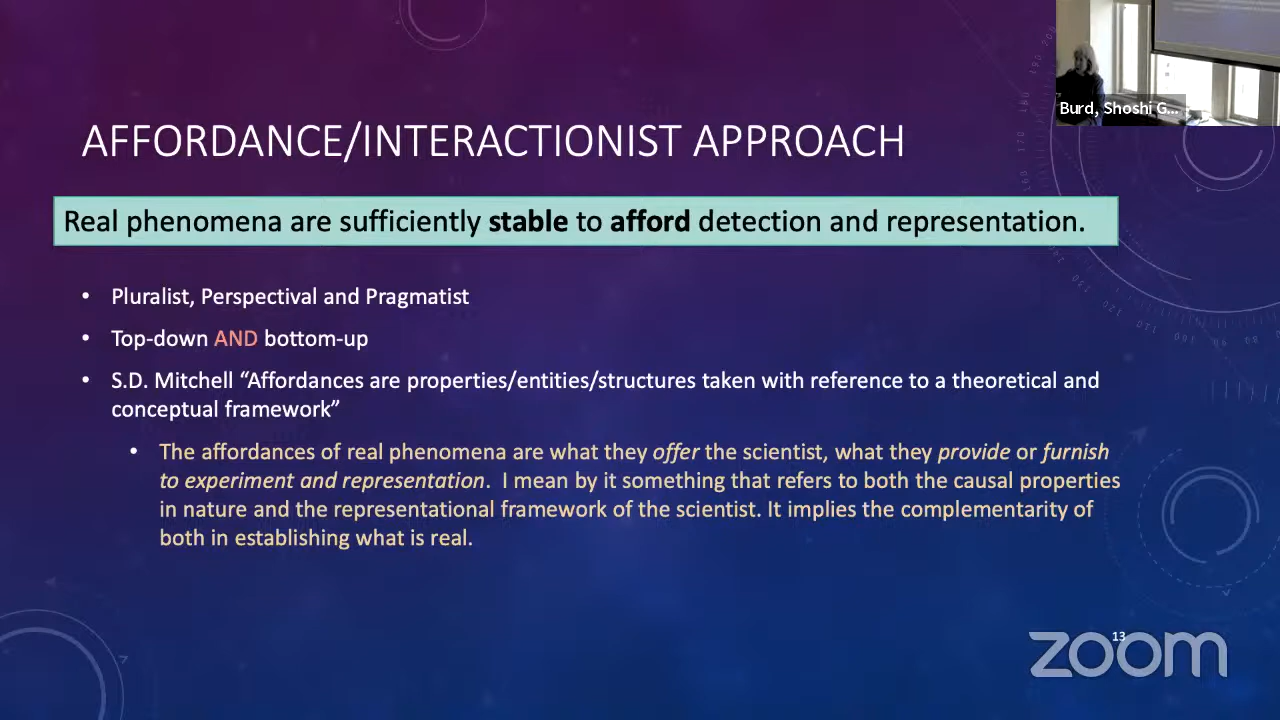 Burd, Shoshi G...
AFFORDANCE/INTERACTIONIST APPROACH
Real phenomena are sufficiently stable to afford detection and representation.
• Pluralist, Perspectival and Pragmatist
• Top-down AND bottom-up
• S.D. Mitchell “Affordances are properties/entities/structures taken with reference to a theoretical and
conceptual framework”
• The affordances of real phenomena are what they offer the scientist, what they provide or furnish
to experiment and representation. I mean by it something that refers to both the causal properties
in nature and the representational framework of the scientist. It implies the complementarity of
both in establishing what is real.
13
zoom